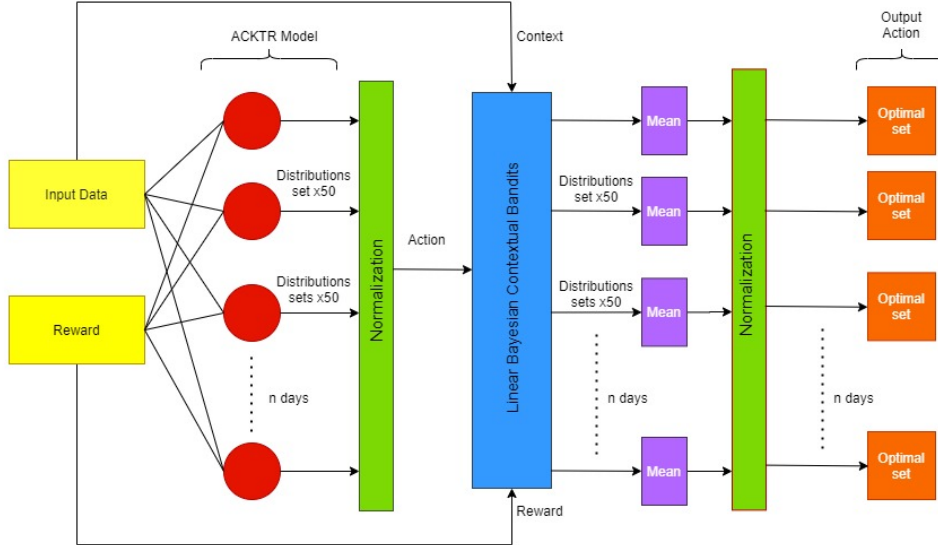 Output
Action
ACKTR Model
Context
Input Data
Reward
Distributions
set x50
Distributions
sets x50
n days
Normalization
Action
Linear Bayesian Contextual Bandits
Reward
Distributions
set x50
Distributions
sets x50
n days
Mean
Mean
Mean
Mean
Normalization
n days
Optimal
set
Optimal
set
Optimal
set
Optimal
set